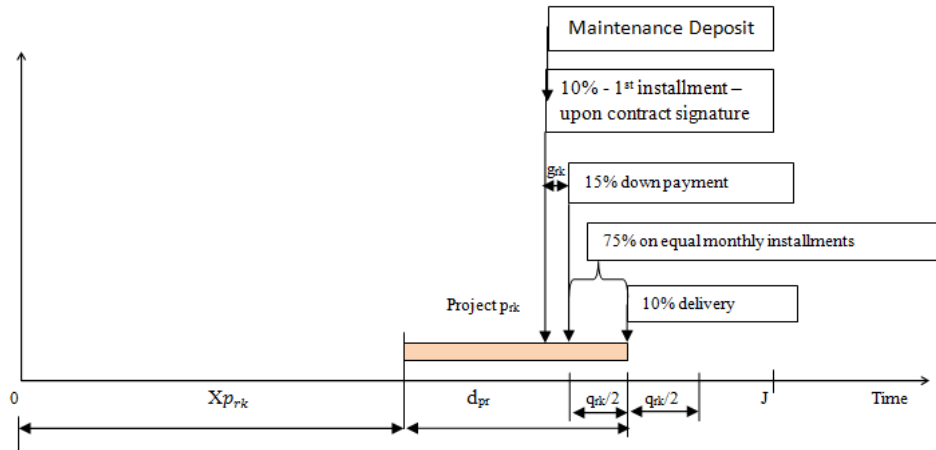 Maintenance Deposit
10% - 1st installment –
upon contract signature
grk
15% down payment
75% on equal monthly installments
Project prk
10% delivery
0
Xprk
dpr
qrk/2
qrk/2
J
Time